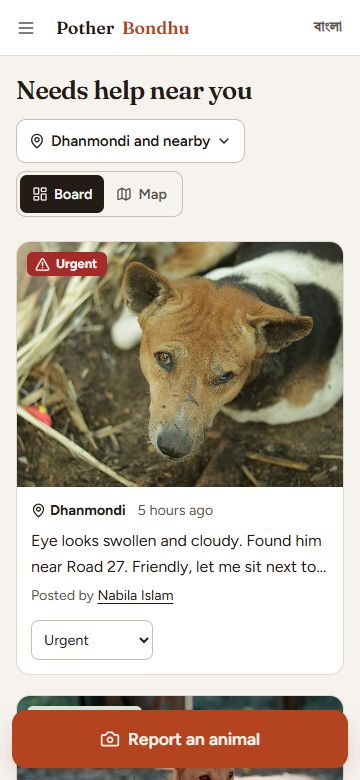 Pother Bondhu
বাংলা
Needs help near you
Dhanmondi and nearby
Board
Map
Urgent
Dhanmondi 5 hours ago
Eye looks swollen and cloudy. Found him
near Road 27. Friendly, let me sit next to...
Posted by Nabila Islam
Urgent
Report an animal